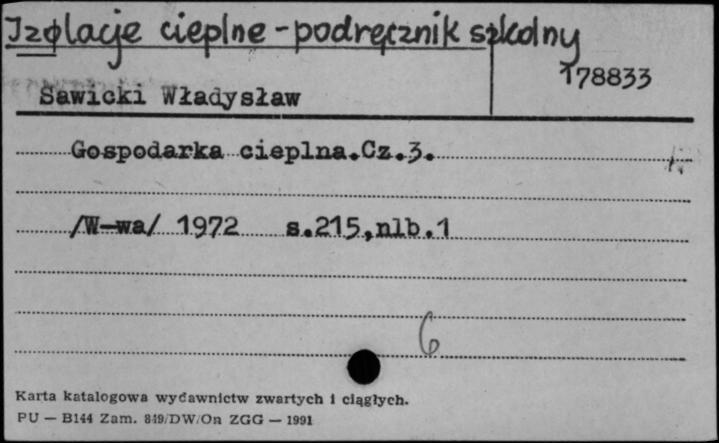 Izolacje cieplne - podręcznik szkolny
178833
Sawicki Władysław
Gospodarka cieplna.Cz.3.
/W-wa/ 1972 s.215,nlb.1
6
Karta katalogowa wydawnictw zwartych i ciągłych.
PU — B144 Zam. 849/DW/On ZGG — 1991